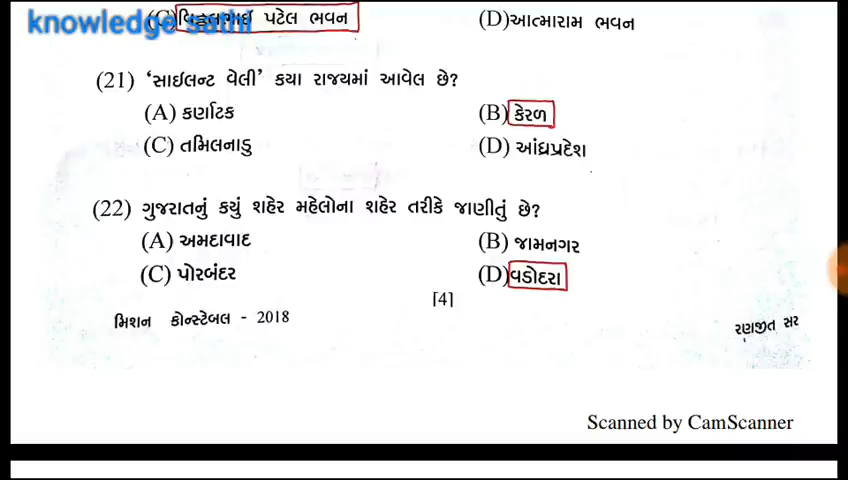 knowledge sathi
(C) વિઠ્ઠલભાઈ પટેલ ભવન (D) આત્મારામ ભવન
(21) ‘સાઈલન્ટ વેલી’ કયા રાજ્યમાં આવેલ છે?
(A) કર્ણાટક (B) કેરળ
(C) તમિલનાડુ (D) આંધ્રપ્રદેશ
(22) ગુજરાતનું કયું શહેર મહેલોના શહેર તરીકે જાણીતું છે?
(A) અમદાવાદ (B) જામનગર
(C) પોરબંદર (D) વડોદરા
[4]
મિશન કોન્સ્ટેબલ - 2018 રણજીત સર
Scanned by CamScanner